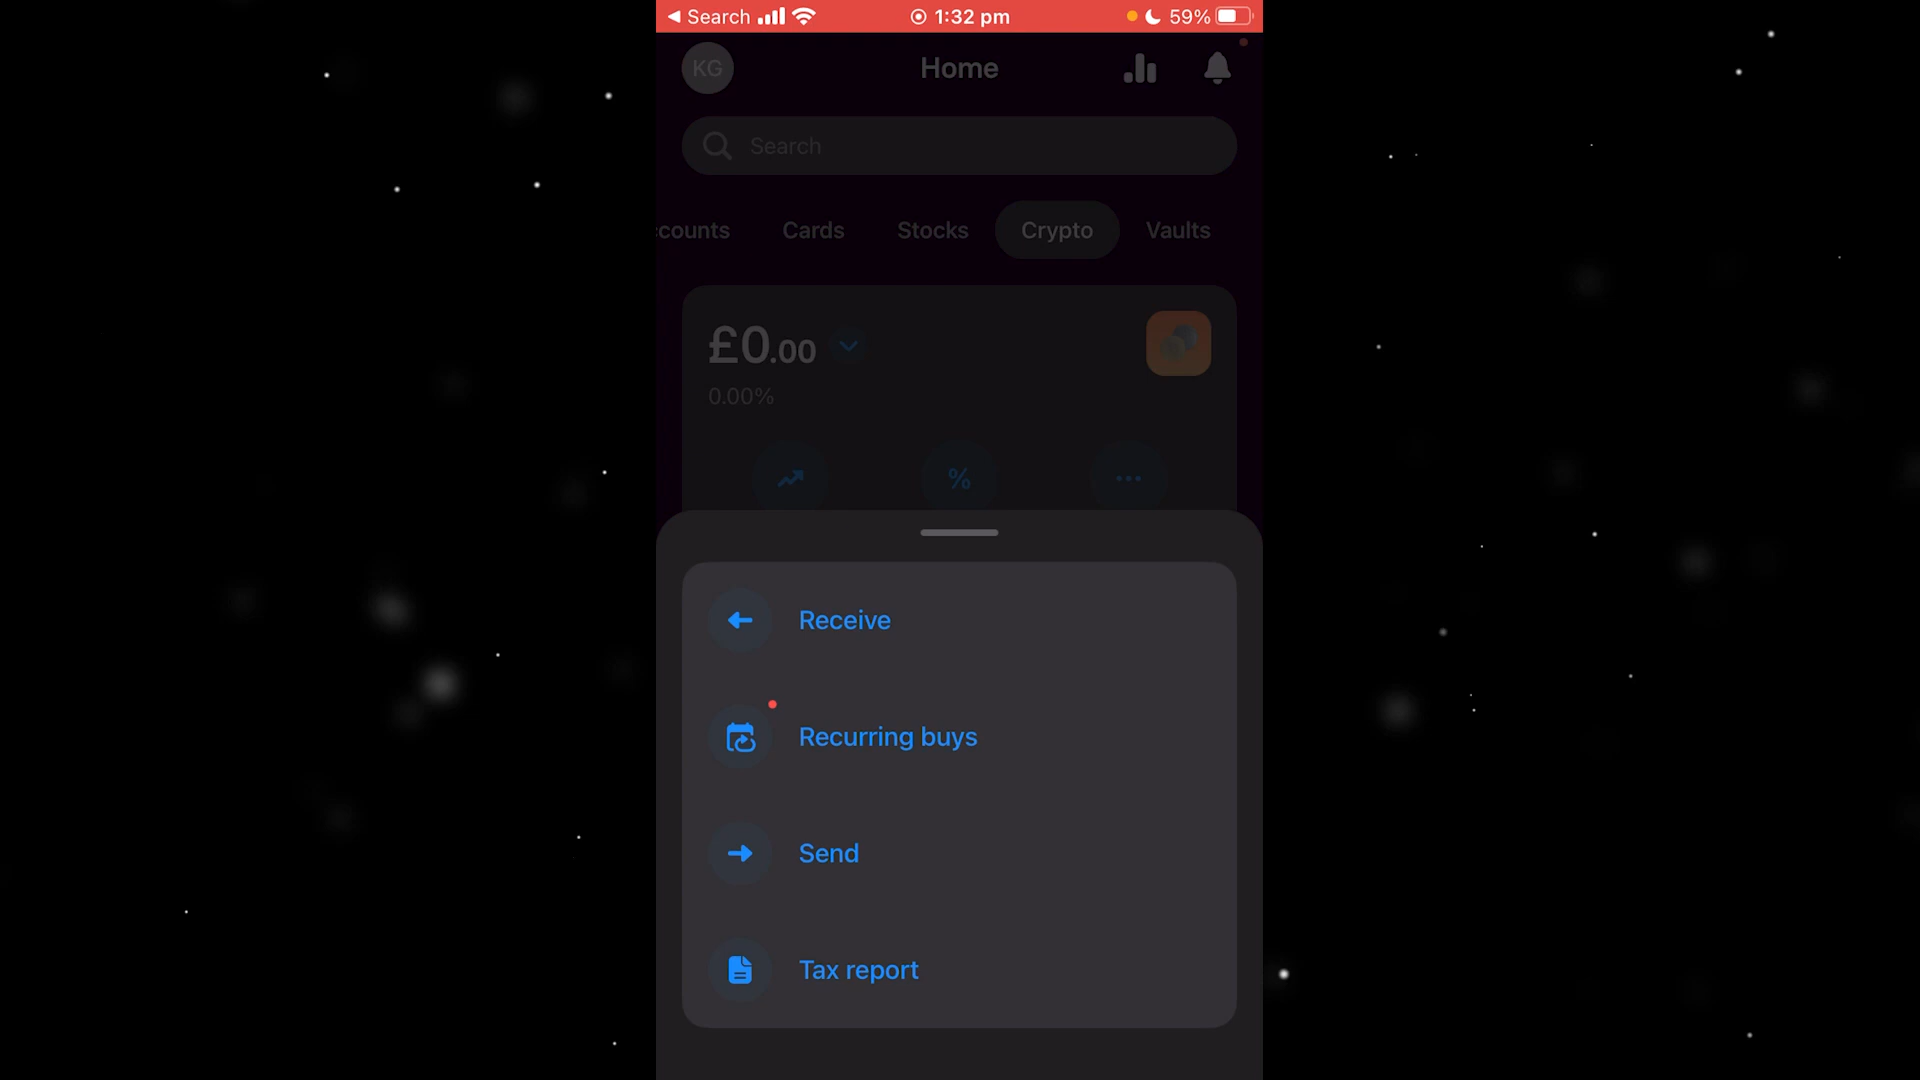 Search 1:32 pm 59%
KG Home
Search
counts Cards Stocks Crypto Vaults
£0.00
0.00%
%
Receive
Recurring buys
Send
Tax report